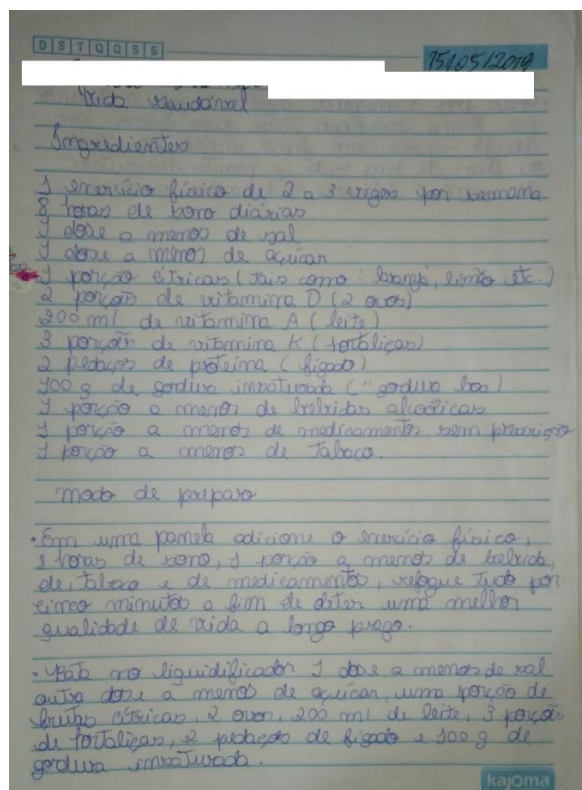 D S T Q Q S S
15/05/2019
Vida saudável
Ingredientes
1 exercício físico de 2 a 3 vezes por semana
8 horas de sono diárias
1 dose a menos de sal
1 dose a menos de açúcar
1 porção cítricas (tais como: laranja, limão etc.)
2 porções de vitamina D (2 ovos)
200 ml de vitamina A (leite)
3 porções de vitamina K (hortaliças)
2 pedaços de proteína (fígado)
100 g de gordura insaturada ("gordura boa)
1 porção a menos de bebidas alcoólicas
1 porção a menos de medicamentos sem prescrição
1 porção a menos de tabaco.
modo de preparo
• Em uma panela adicione o exercício físico,
8 horas de sono, 1 porção a menos de bebida,
de tabaco e de medicamentos, refogue tudo por
cinco minutos a fim de obter uma melhor
qualidade de vida a longo prazo.
• Bata no liquidificador 1 dose a menos de sal
outra dose a menos de açúcar, uma porção de
frutas cítricas, 2 ovos, 200 ml de leite, 3 porções
de hortaliças, 2 pedaços de fígado e 100 g de
gordura insaturada.
kajoma